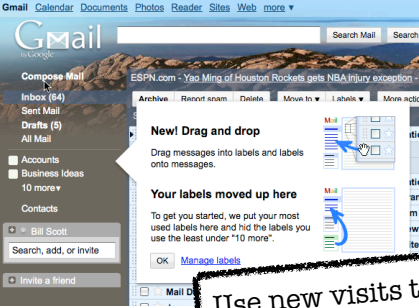 Gmail Calendar Documents Photos Reader Sites Web more ▼
Gmail
by Google
Search Mail Search
Compose Mail
ESPN.com - Yao Ming of Houston Rockets gets NBA injury exception -
Inbox (64)
Archive Report spam Delete Move to ▼ Labels ▼ More actio
Sent Mail
Drafts (5)
All Mail
New! Drag and drop
Mail
Drag messages into labels and labels
onto messages.
Accounts
Business Ideas
10 more▼
Your labels moved up here
Mail
Contacts
To get you started, we put your most
used labels here and hid the labels you
use the least under "10 more".
Bill Scott
Search, add, or invite
OK Manage labels
Invite a friend
Mail D
Use new visits